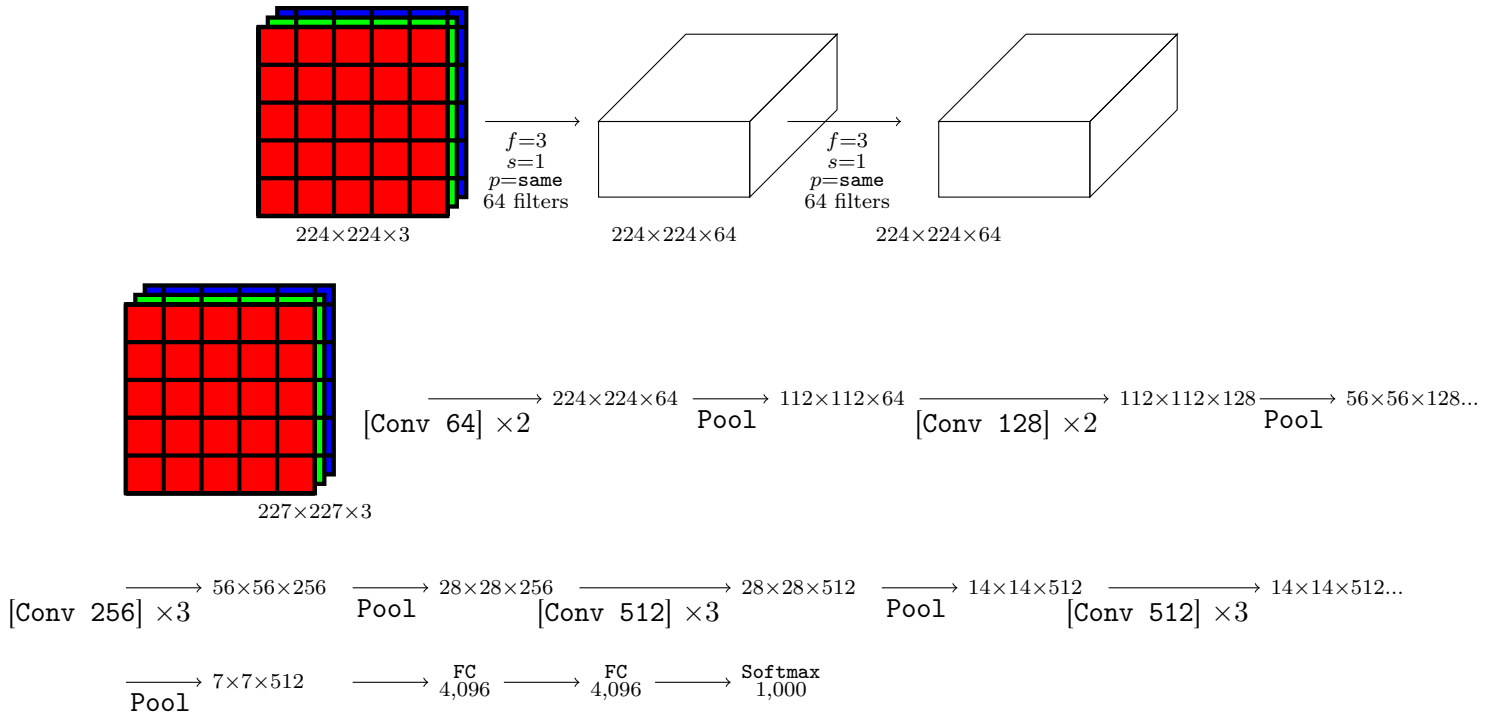 f=3
s=1
p=same
64 filters
f=3
s=1
p=same
64 filters
224×224×3
224×224×64
224×224×64
224×224×64
112×112×64
112×112×128
56×56×128...
[Conv 64] ×2
Pool
[Conv 128] ×2
Pool
227×227×3
56×56×256
28×28×256
28×28×512
14×14×512
14×14×512...
[Conv 256] ×3
Pool
[Conv 512] ×3
Pool
[Conv 512] ×3
Pool
7×7×512
FC
4,096
FC
4,096
Softmax
1,000